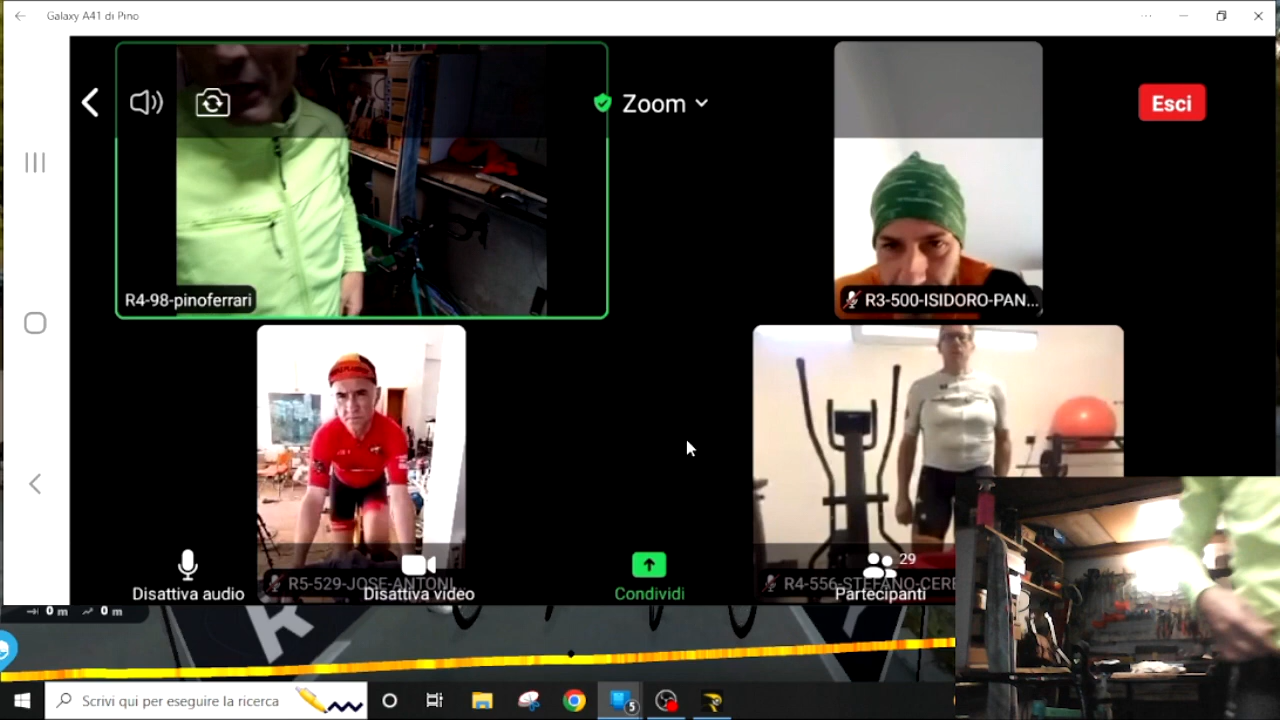 Galaxy A41 di Pino
Zoom
Esci
R4-98-pinoferrari
R3-500-ISIDORO-PAN...
R5-529-JOSE-ANTONI
R4-556-STEFANO-CERE
29
Disattiva audio
Disattiva video
Condividi
Partecipanti
0 m 0 m
Scrivi qui per eseguire la ricerca
5